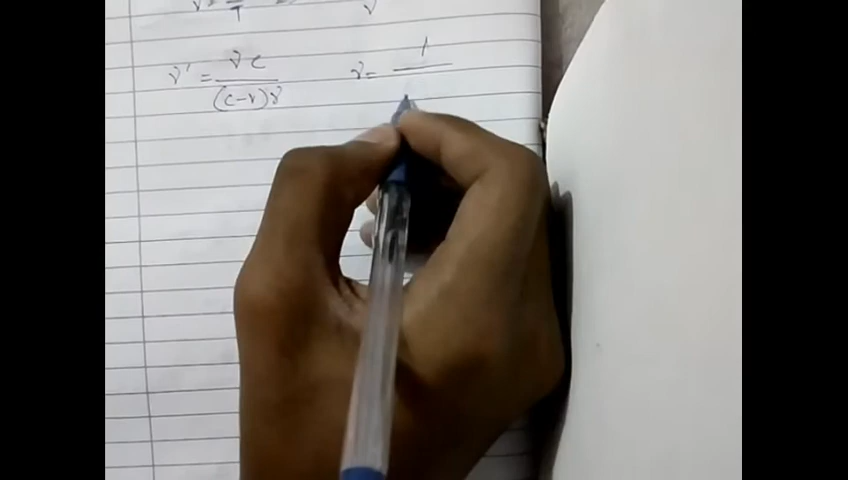 ν' = νc / (c-v)γ    ν = 1 /